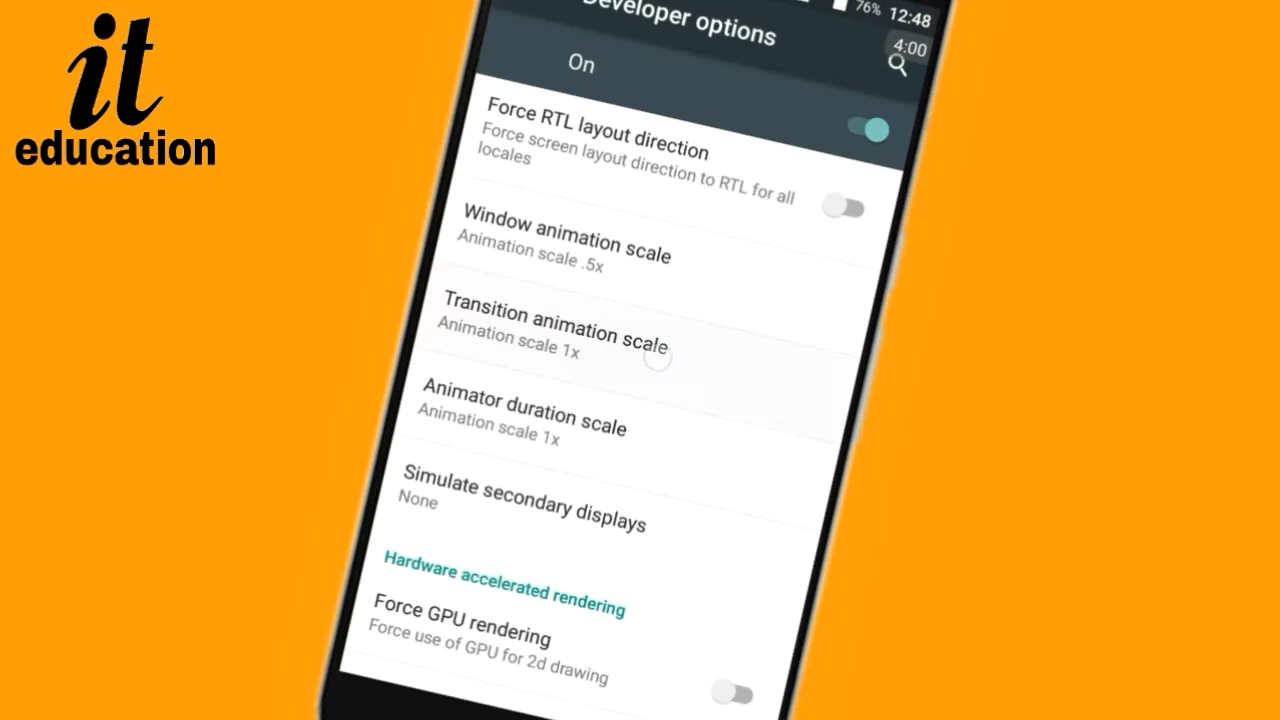 it
education
76% 12:48
4:00
Developer options
On
Force RTL layout direction
Force screen layout direction to RTL for all
locales
Window animation scale
Animation scale .5x
Transition animation scale
Animation scale 1x
Animator duration scale
Animation scale 1x
Simulate secondary displays
None
Hardware accelerated rendering
Force GPU rendering
Force use of GPU for 2d drawing